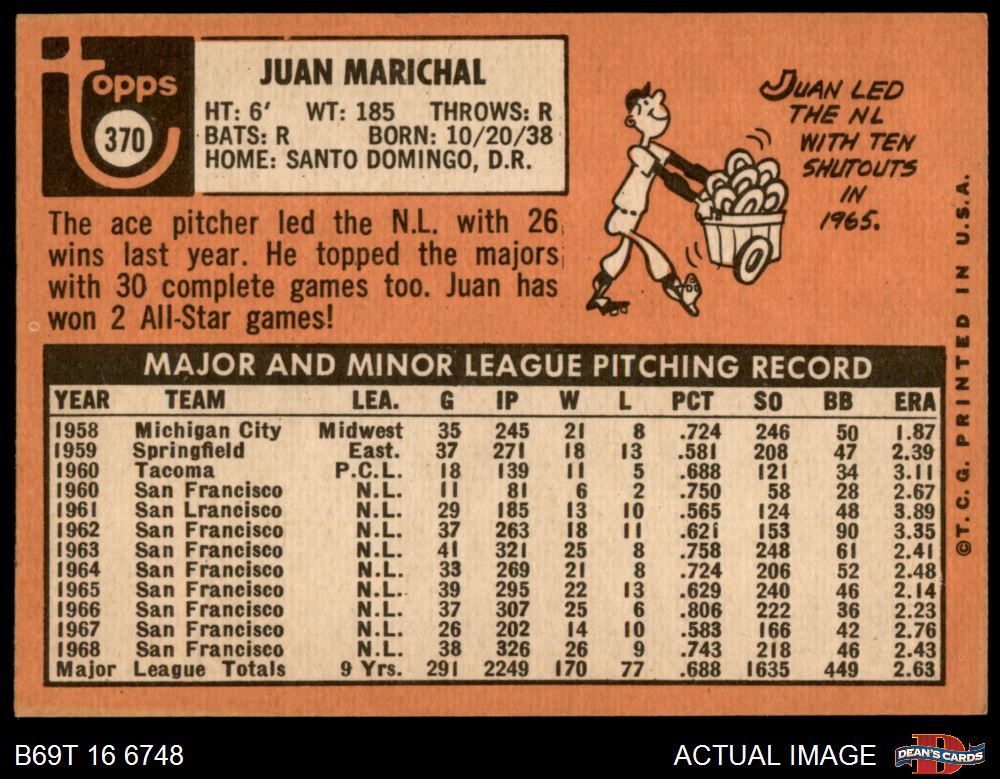 Topps
370
JUAN MARICHAL
HT: 6' WT: 185 THROWS: R
BATS: R BORN: 10/20/38
HOME: SANTO DOMINGO, D.R.
The ace pitcher led the N.L. with 26
wins last year. He topped the majors
with 30 complete games too. Juan has
won 2 All-Star games!
JUAN LED
THE NL
WITH TEN
SHUTOUTS
IN
1965.
MAJOR AND MINOR LEAGUE PITCHING RECORD
YEAR TEAM LEA. G IP W L PCT SO BB ERA
1958 Michigan City Midwest 35 245 21 8 .724 246 50 1.87
1959 Springfield East. 37 271 18 13 .581 208 47 2.39
1960 Tacoma P.C.L. 18 139 11 5 .688 121 34 3.11
1960 San Francisco N.L. 11 81 6 2 .750 58 28 2.67
1961 San Lrancisco N.L. 29 185 13 10 .565 124 48 3.89
1962 San Francisco N.L. 37 263 18 11 .621 153 90 3.35
1963 San Francisco N.L. 41 321 25 8 .758 248 61 2.41
1964 San Francisco N.L. 33 269 21 8 .724 206 52 2.48
1965 San Francisco N.L. 39 295 22 13 .629 240 46 2.14
1966 San Francisco N.L. 37 307 25 6 .806 222 36 2.23
1967 San Francisco N.L. 26 202 14 10 .583 166 42 2.76
1968 San Francisco N.L. 38 326 26 9 .743 218 46 2.43
Major League Totals 9 Yrs. 291 2249 170 77 .688 1635 449 2.63
©T.C.G. PRINTED IN U.S.A.
B69T 16 6748
ACTUAL IMAGE
DEAN'S CARDS